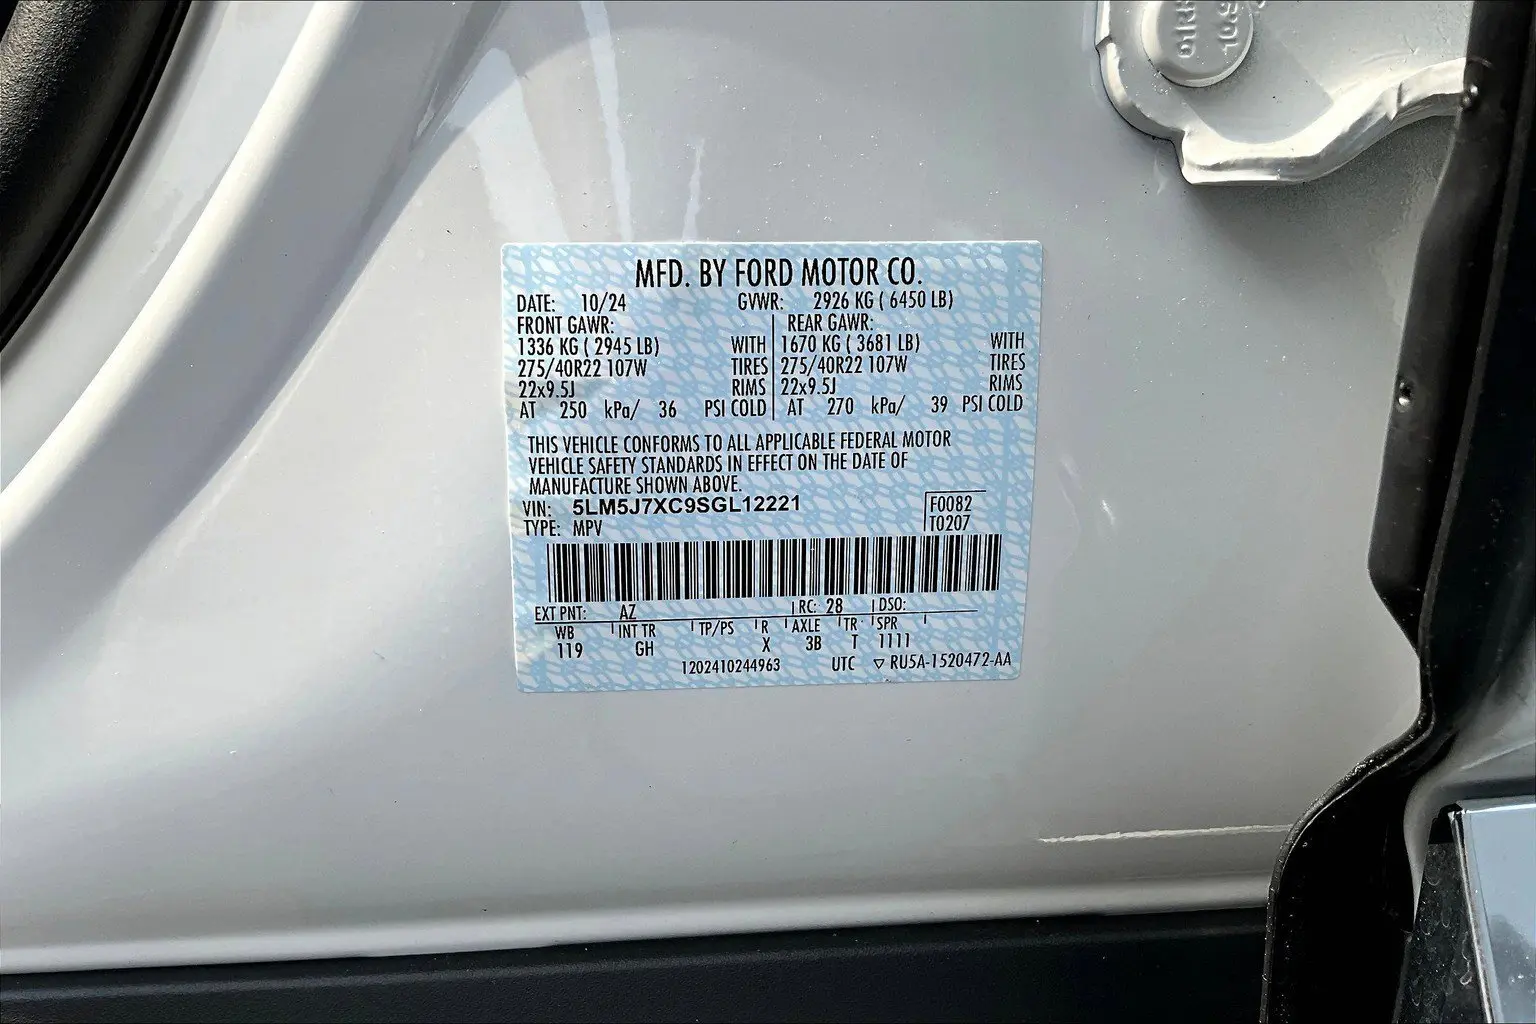 MFD. BY FORD MOTOR CO.
DATE: 10/24 GVWR: 2926 KG ( 6450 LB)
FRONT GAWR: REAR GAWR:
1336 KG ( 2945 LB) WITH 1670 KG ( 3681 LB) WITH
275/40R22 107W TIRES 275/40R22 107W TIRES
22x9.5J RIMS 22x9.5J RIMS
AT 250 kPa/ 36 PSI COLD AT 270 kPa/ 39 PSI COLD
THIS VEHICLE CONFORMS TO ALL APPLICABLE FEDERAL MOTOR
VEHICLE SAFETY STANDARDS IN EFFECT ON THE DATE OF
MANUFACTURE SHOWN ABOVE.
VIN: 5LM5J7XC9SGL12221 F0082
TYPE: MPV T0207
EXT PNT: AZ RC: 28 DSO:
WB INT TR TP/PS R AXLE TR SPR
119 GH X 3B T 1111
1202410244963 UTC ▽ RU5A-1520472-AA